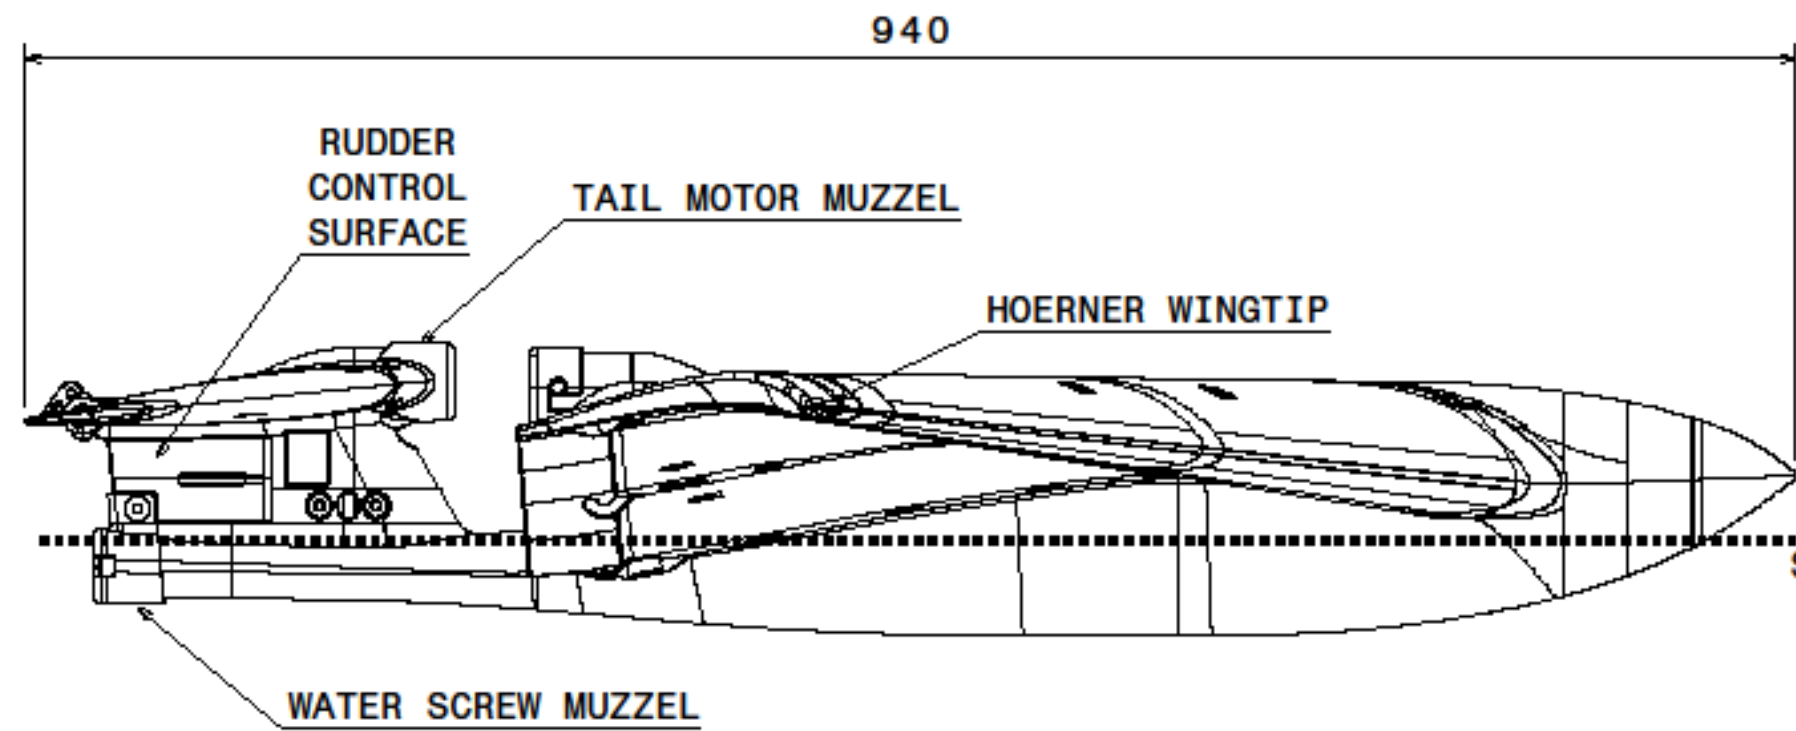 940
RUDDER
CONTROL
SURFACE
TAIL MOTOR MUZZEL
HOERNER WINGTIP
WATER SCREW MUZZEL